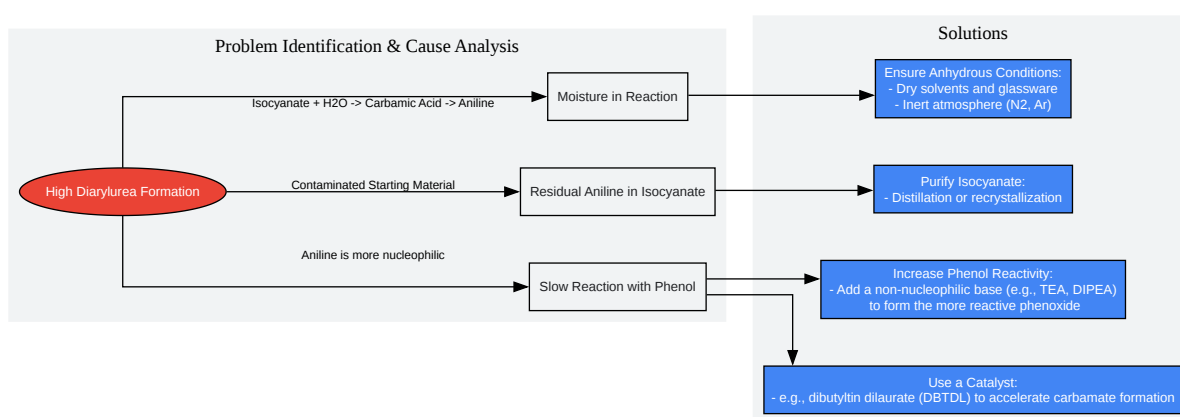 Problem Identification & Cause Analysis
Solutions
High Diarylurea Formation
Isocyanate + H2O -> Carbamic Acid -> Aniline
Moisture in Reaction
Ensure Anhydrous Conditions:
- Dry solvents and glassware
- Inert atmosphere (N2, Ar)
Contaminated Starting Material
Residual Aniline in Isocyanate
Purify Isocyanate:
- Distillation or recrystallization
Aniline is more nucleophilic
Slow Reaction with Phenol
Increase Phenol Reactivity:
- Add a non-nucleophilic base (e.g., TEA, DIPEA)
to form the more reactive phenoxide
Use a Catalyst:
- e.g., dibutyltin dilaurate (DBTDL) to accelerate carbamate formation